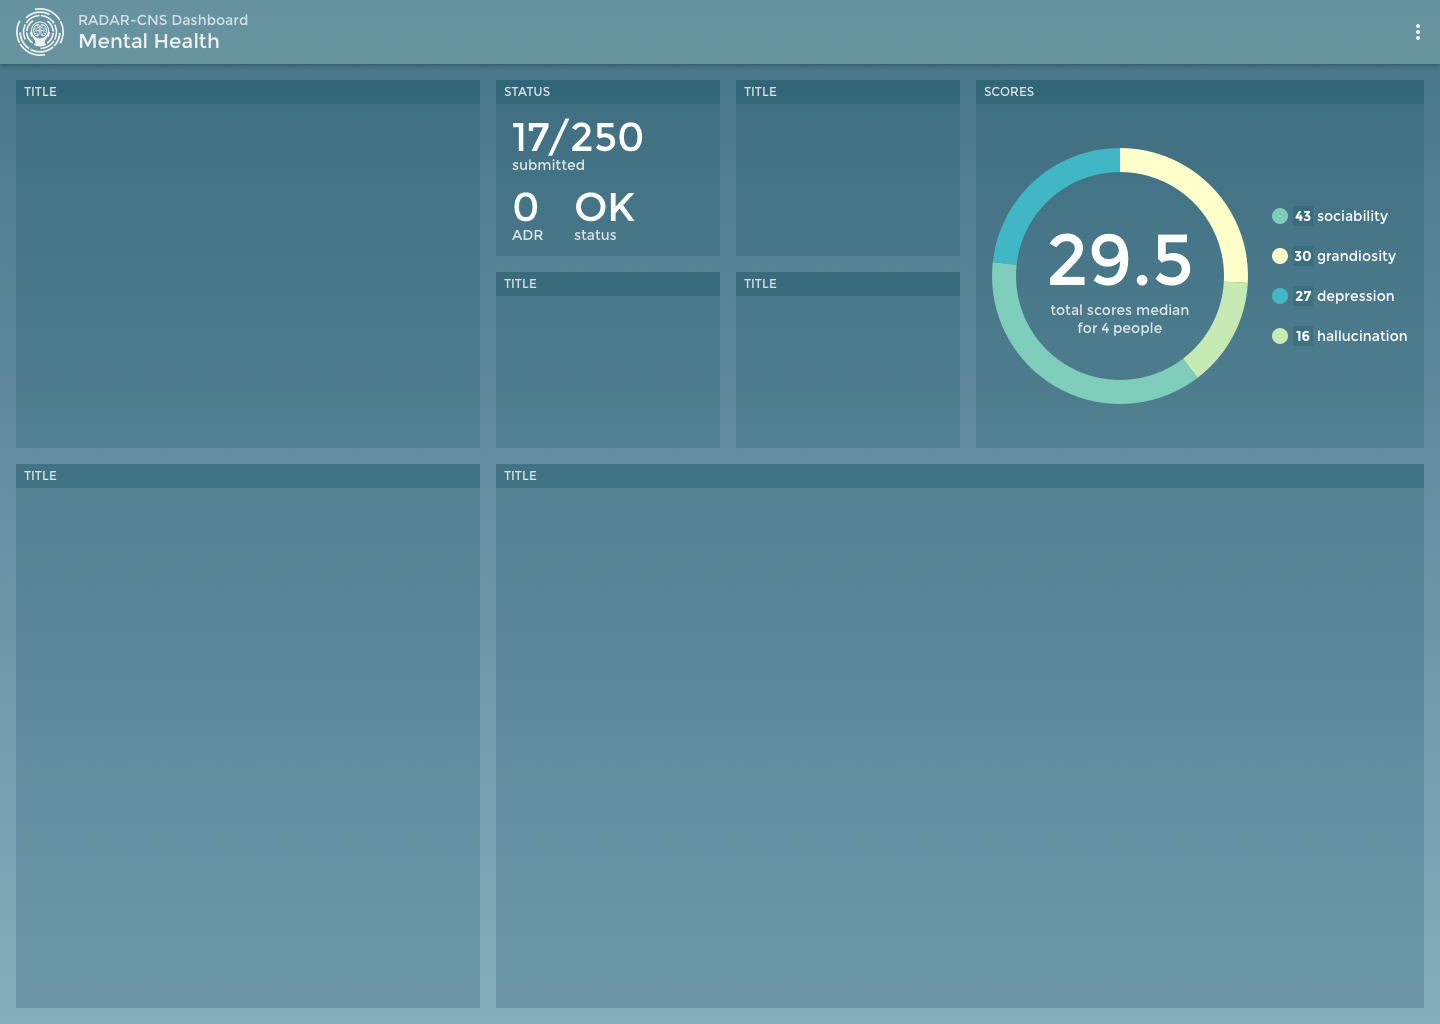 RADAR-CNS Dashboard
Mental Health
TITLE
STATUS
17/250
submitted
0 OK
ADR status
TITLE
SCORES
29.5
total scores median
for 4 people
43 sociability
30 grandiosity
27 depression
16 hallucination
TITLE
TITLE
TITLE
TITLE